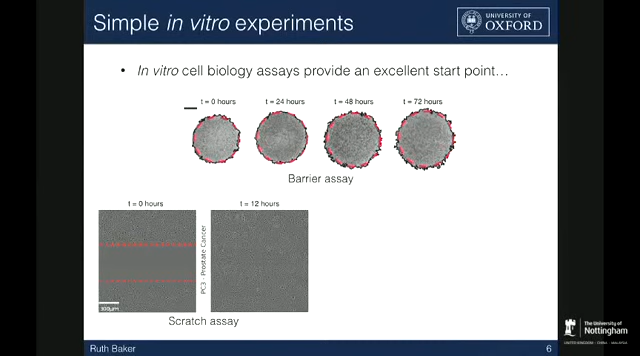 Simple in vitro experiments
UNIVERSITY OF
OXFORD
• In vitro cell biology assays provide an excellent start point…
t = 0 hours
t = 24 hours
t = 48 hours
t = 72 hours
Barrier assay
t = 0 hours
t = 12 hours
PC3 - Prostate Cancer
300μm
Scratch assay
Ruth Baker
6
The University of
Nottingham
UNITED KINGDOM · CHINA · MALAYSIA